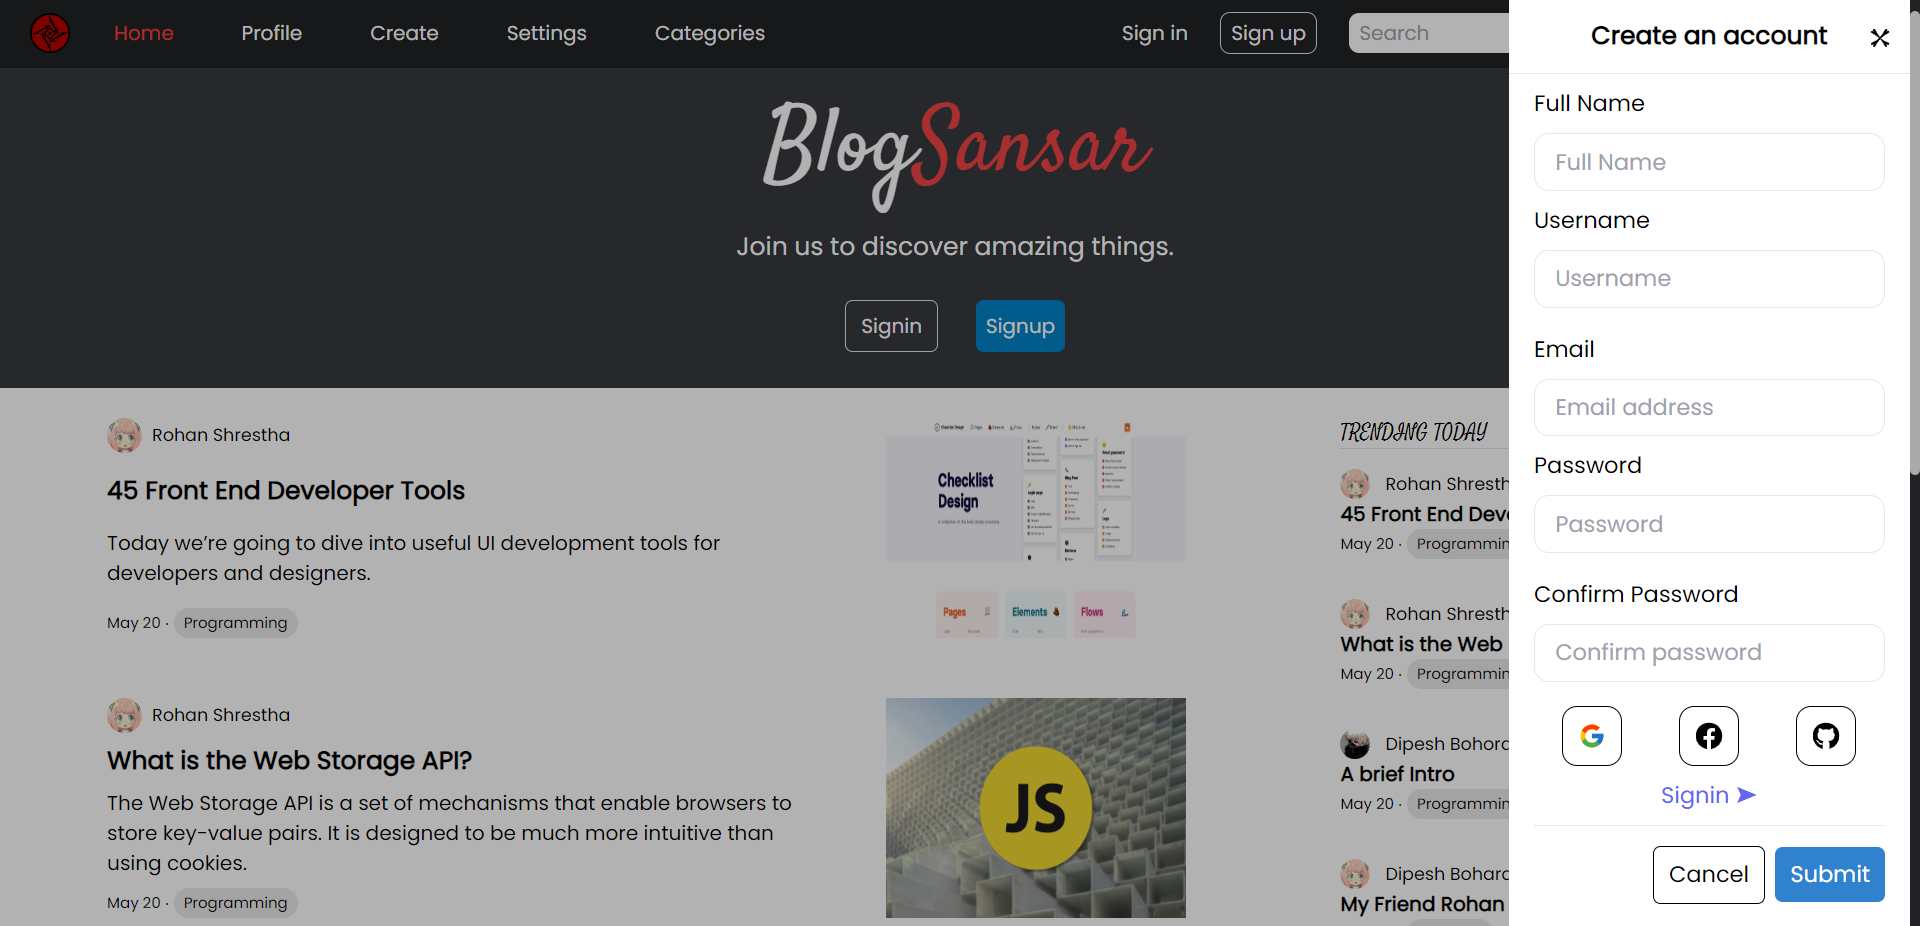 Home Profile Create Settings Categories Sign in Sign up Search
BlogSansar
Join us to discover amazing things.
Signin Signup
Rohan Shrestha
45 Front End Developer Tools
Today we’re going to dive into useful UI development tools for
developers and designers.
May 20 · Programming
Checklist Design
Checklist
Design
Pages Elements Flows
Rohan Shrestha
What is the Web Storage API?
The Web Storage API is a set of mechanisms that enable browsers to
store key-value pairs. It is designed to be much more intuitive than
using cookies.
May 20 · Programming
JS
TRENDING TODAY
Rohan Shresth
45 Front End Deve
May 20 · Programmin
Rohan Shresth
What is the Web
May 20 · Programmin
Dipesh Bohora
A brief Intro
May 20 · Programmin
Dipesh Bohara
My Friend Rohan
Create an account
Full Name
Full Name
Username
Username
Email
Email address
Password
Password
Confirm Password
Confirm password
Signin
Cancel Submit